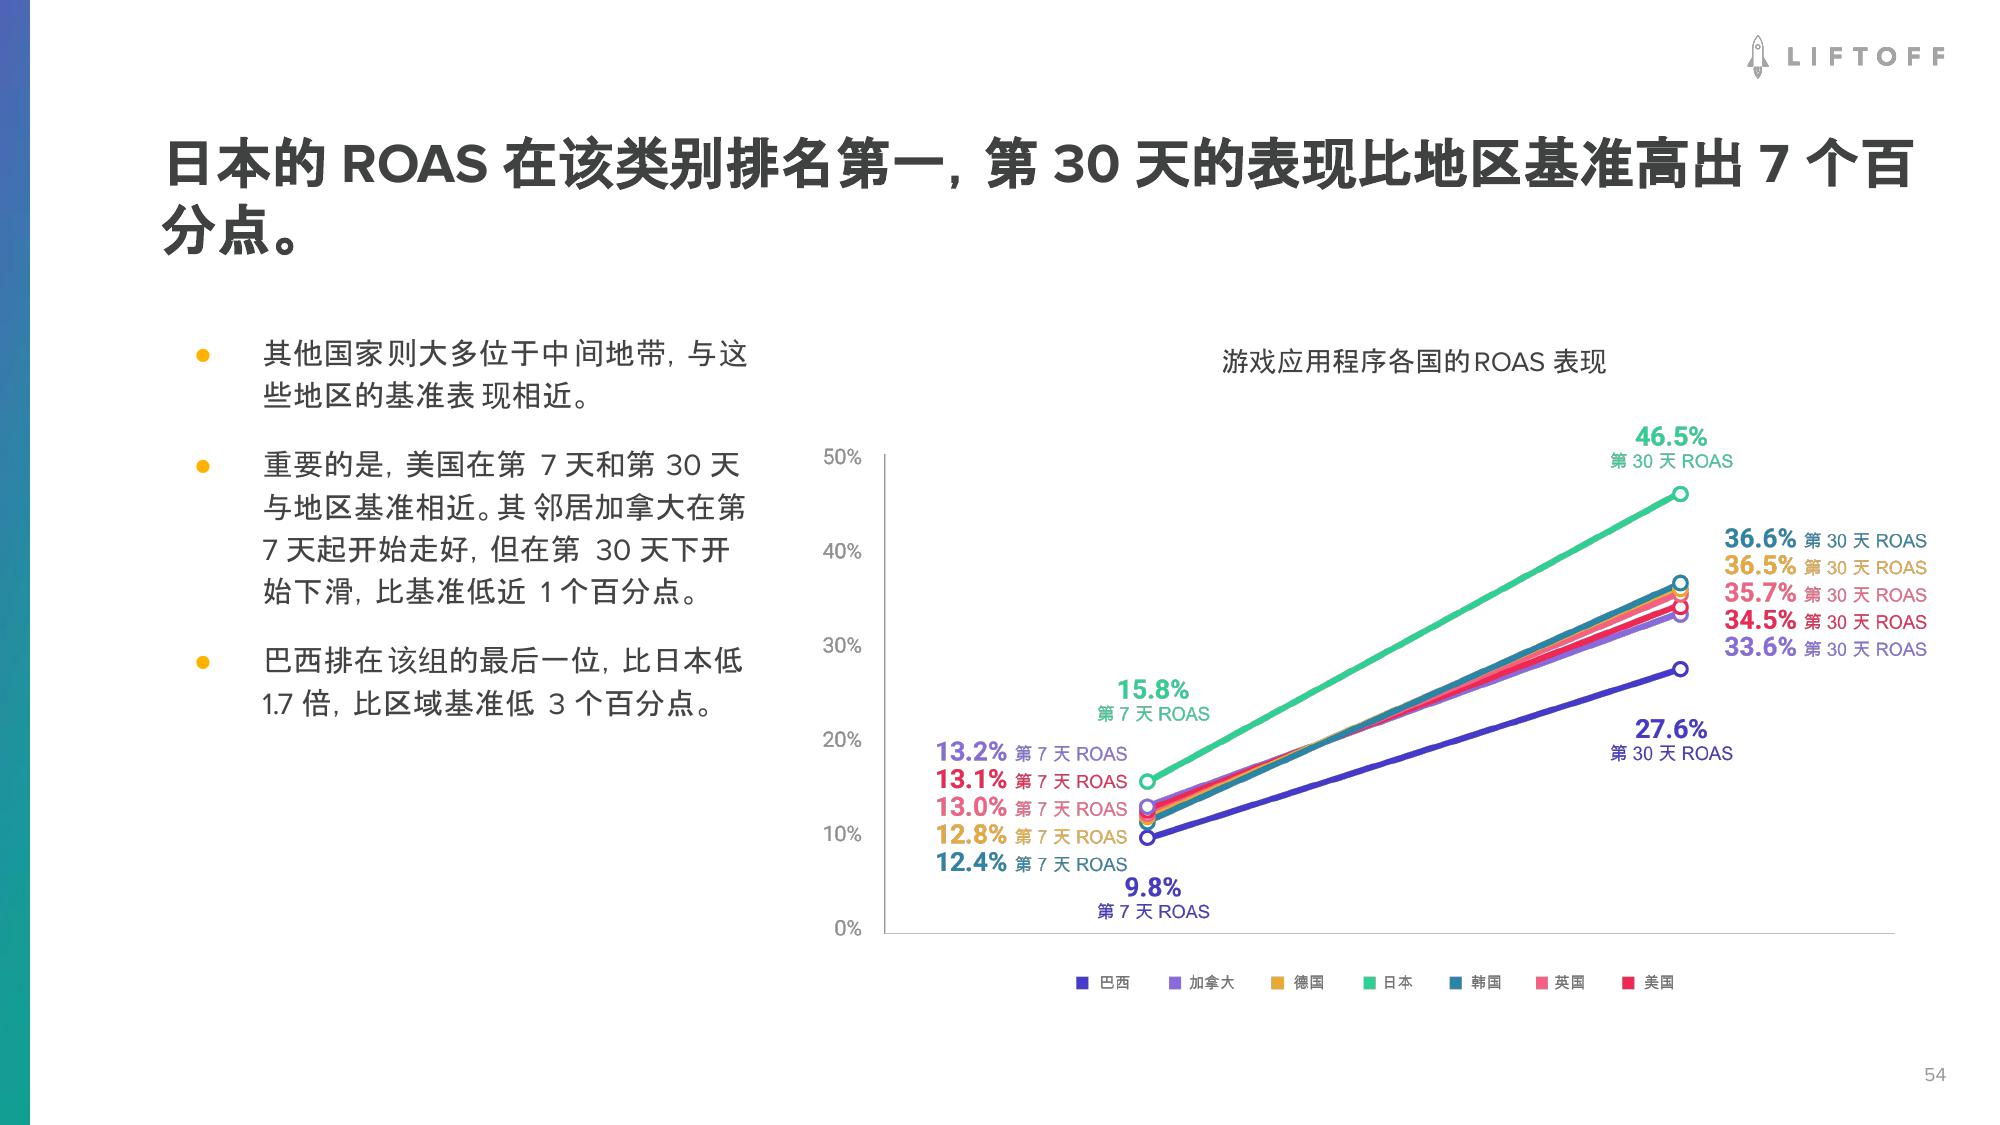 LIFTOFF
日本的 ROAS 在该类别排名第一, 第 30 天的表现比地区基准高出 7 个百
分点。
● 其他国家则大多位于中间地带, 与这
些地区的基准表现相近。
● 重要的是, 美国在第 7 天和第 30 天
与地区基准相近。其邻居加拿大在第
7 天起开始走好, 但在第 30 天下开
始下滑, 比基准低近 1 个百分点。
● 巴西排在该组的最后一位, 比日本低
1.7 倍, 比区域基准低 3 个百分点。
游戏应用程序各国的ROAS 表现
50%
40%
30%
20%
10%
0%
46.5%
第 30 天 ROAS
36.6% 第 30 天 ROAS
36.5% 第 30 天 ROAS
35.7% 第 30 天 ROAS
34.5% 第 30 天 ROAS
33.6% 第 30 天 ROAS
27.6%
第 30 天 ROAS
15.8%
第 7 天 ROAS
13.2% 第 7 天 ROAS
13.1% 第 7 天 ROAS
13.0% 第 7 天 ROAS
12.8% 第 7 天 ROAS
12.4% 第 7 天 ROAS
9.8%
第 7 天 ROAS
巴西 加拿大 德国 日本 韩国 英国 美国
54